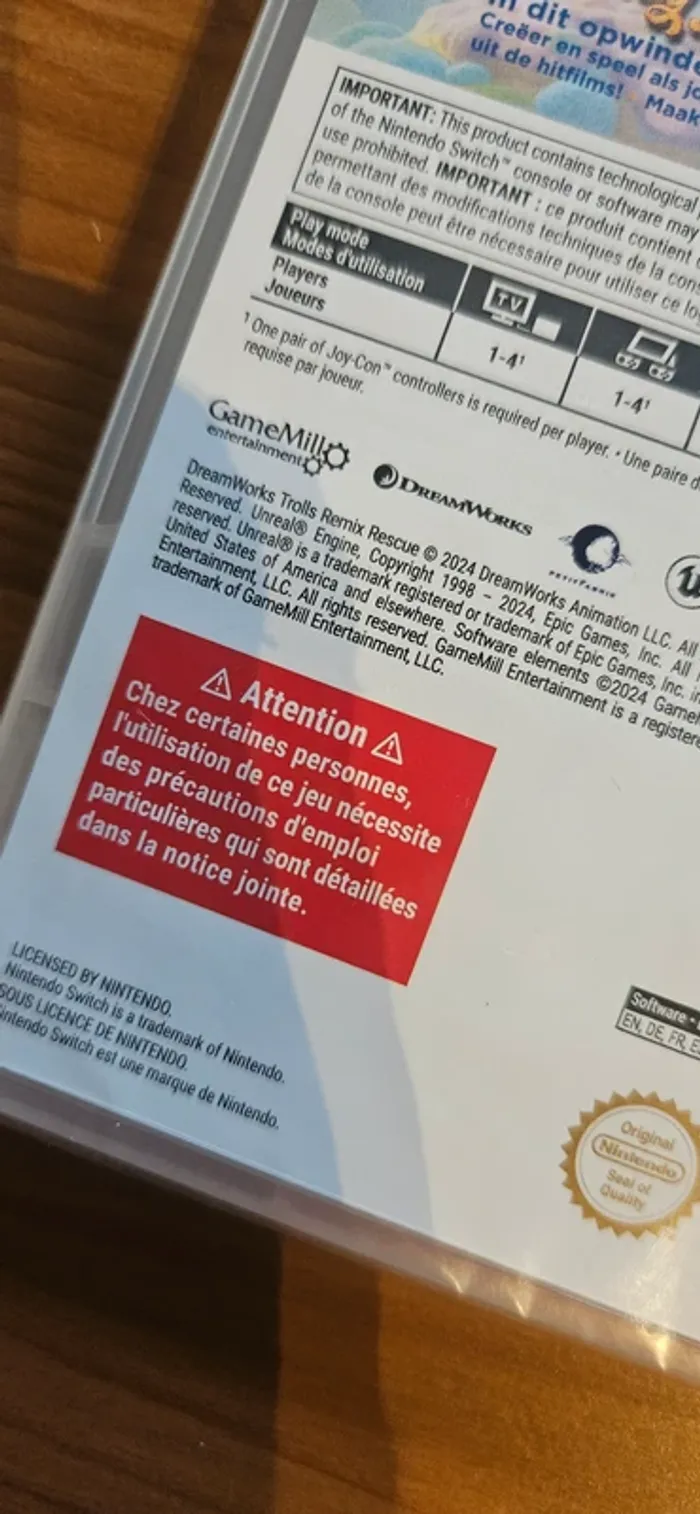 in dit opwinde
Creëer en speel als jo
uit de hitfilms! Maak
IMPORTANT: This product contains technological
of the Nintendo Switch™ console or software may
use prohibited. IMPORTANT : ce produit contient
permettant des modifications techniques de la cons
de la console peut être nécessaire pour utiliser ce lo
Play mode
Modes d'utilisation
TV
Players
Joueurs
1-4¹
1-4¹
¹ One pair of Joy-Con™ controllers is required per player. • Une paire d
requise par joueur.
GameMill
entertainment
DREAMWORKS
PETIT FABRIK
DreamWorks Trolls Remix Rescue © 2024 DreamWorks Animation LLC. All
Reserved. Unreal® Engine, Copyright 1998 – 2024, Epic Games, Inc. All
reserved. Unreal® is a trademark registered or trademark of Epic Games, Inc. in
United States of America and elsewhere. Software elements ©2024 GameM
Entertainment, LLC. All rights reserved. GameMill Entertainment is a registere
trademark of GameMill Entertainment, LLC.
⚠ Attention ⚠
Chez certaines personnes,
l'utilisation de ce jeu nécessite
des précautions d'emploi
particulières qui sont détaillées
dans la notice jointe.
LICENSED BY NINTENDO.
Nintendo Switch is a trademark of Nintendo.
SOUS LICENCE DE NINTENDO.
Nintendo Switch est une marque de Nintendo.
Software •
EN, DE, FR, E
Original
Nintendo
Seal of
Quality